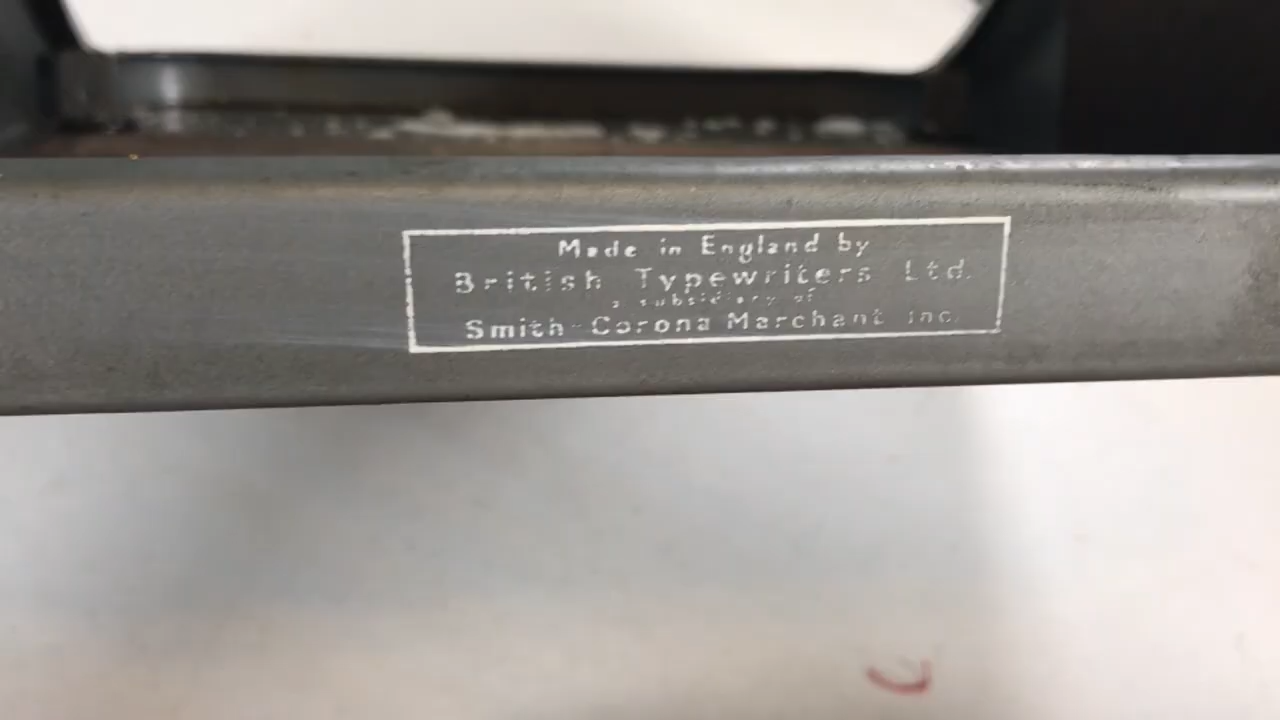 Made in England by
British Typewriters Ltd.
a subsidiary of
Smith-Corona Marchant Inc.